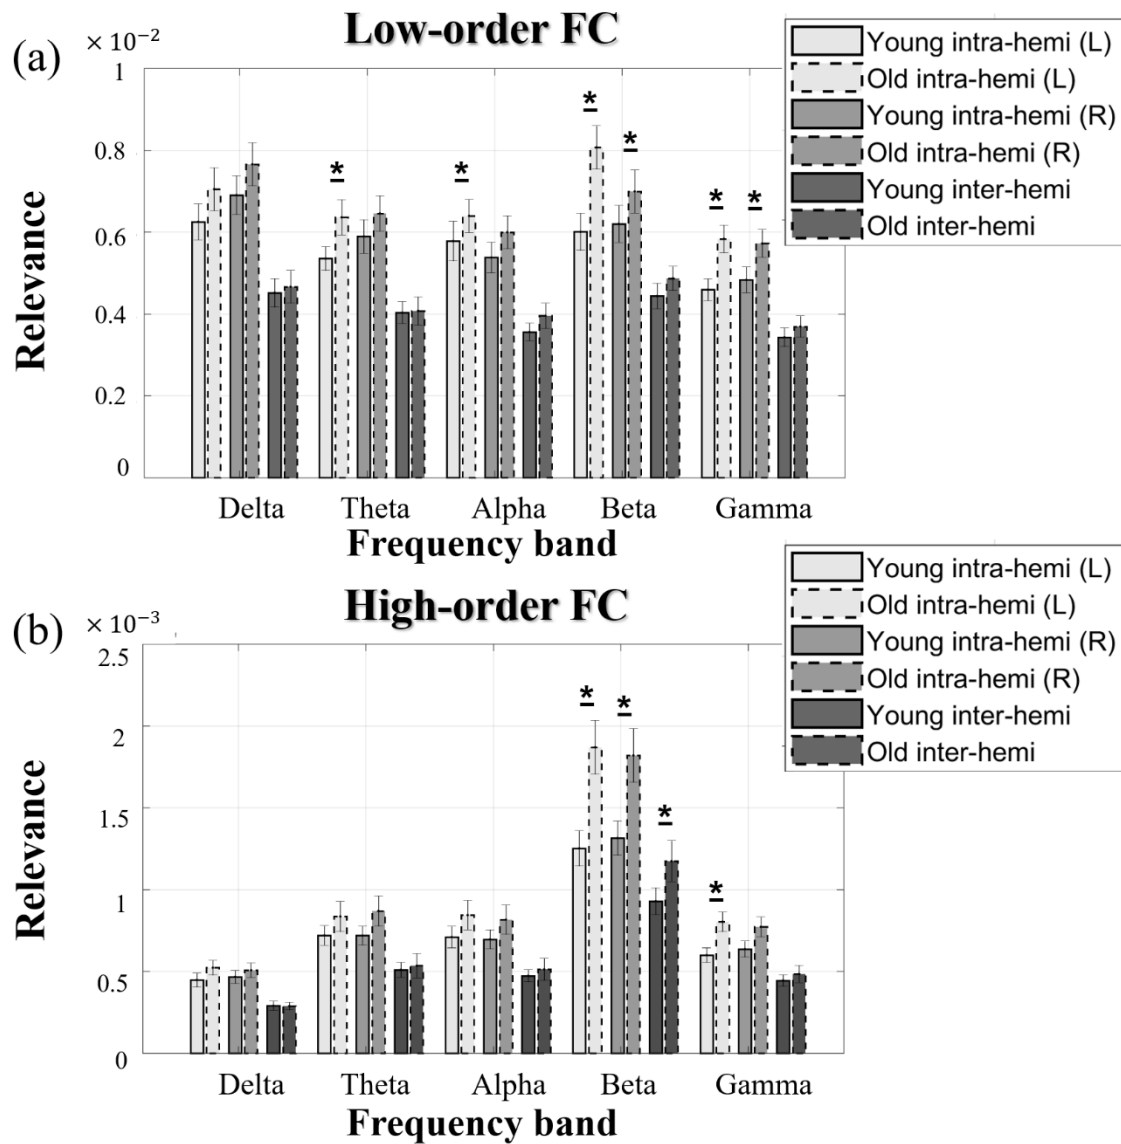 (a)
× 10⁻²
Low-order FC
1
0.8
0.6
0.4
0.2
0
Relevance
* * * * * *
Delta Theta Alpha Beta Gamma
Frequency band
Young intra-hemi (L)
Old intra-hemi (L)
Young intra-hemi (R)
Old intra-hemi (R)
Young inter-hemi
Old inter-hemi
(b)
× 10⁻³
High-order FC
2.5
2
1.5
1
0.5
0
Relevance
* * * *
Delta Theta Alpha Beta Gamma
Frequency band
Young intra-hemi (L)
Old intra-hemi (L)
Young intra-hemi (R)
Old intra-hemi (R)
Young inter-hemi
Old inter-hemi